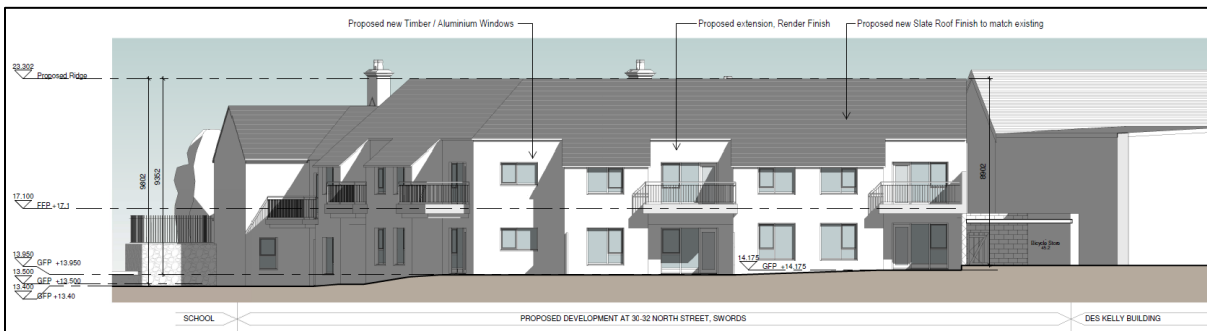 Proposed new Timber / Aluminium Windows
Proposed extension, Render Finish
Proposed new Slate Roof Finish to match existing
23.302
Proposed Ridge
9802
9352
8902
17.100
FFP +17.1
13.950
GFP +13.950
13.500
GFP +13.500
13.400
GFP +13.40
14.175
GFP +14.175
Bicycle Store
SCHOOL
PROPOSED DEVELOPMENT AT 30-32 NORTH STREET, SWORDS
DES KELLY BUILDING